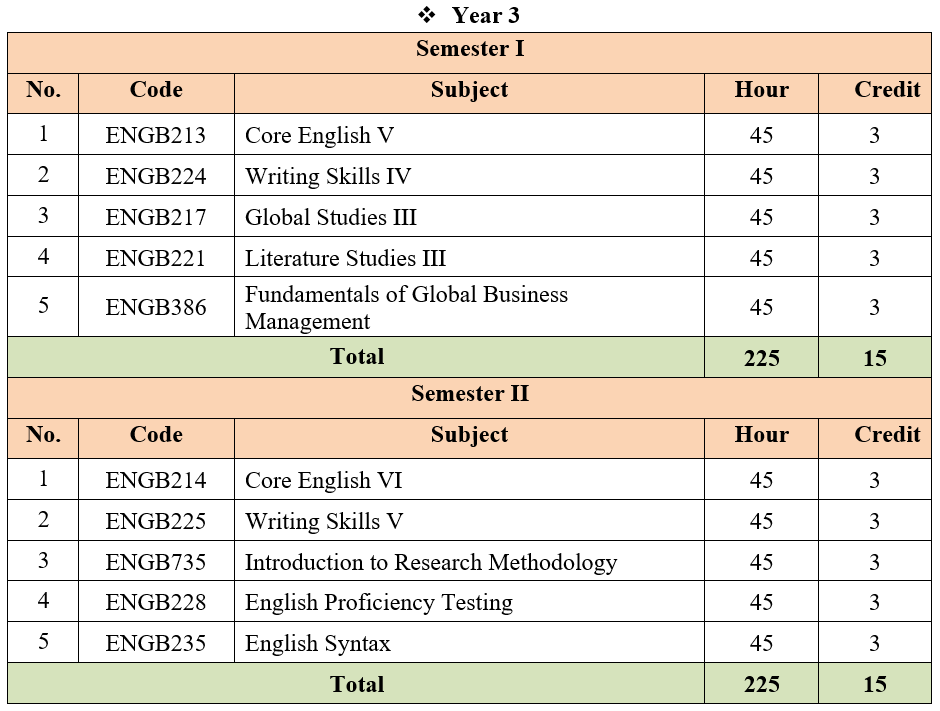 ❖ Year 3
Semester I
No. Code Subject Hour Credit
1 ENGB213 Core English V 45 3
2 ENGB224 Writing Skills IV 45 3
3 ENGB217 Global Studies III 45 3
4 ENGB221 Literature Studies III 45 3
5 ENGB386 Fundamentals of Global Business
Management 45 3
Total 225 15
Semester II
No. Code Subject Hour Credit
1 ENGB214 Core English VI 45 3
2 ENGB225 Writing Skills V 45 3
3 ENGB735 Introduction to Research Methodology 45 3
4 ENGB228 English Proficiency Testing 45 3
5 ENGB235 English Syntax 45 3
Total 225 15